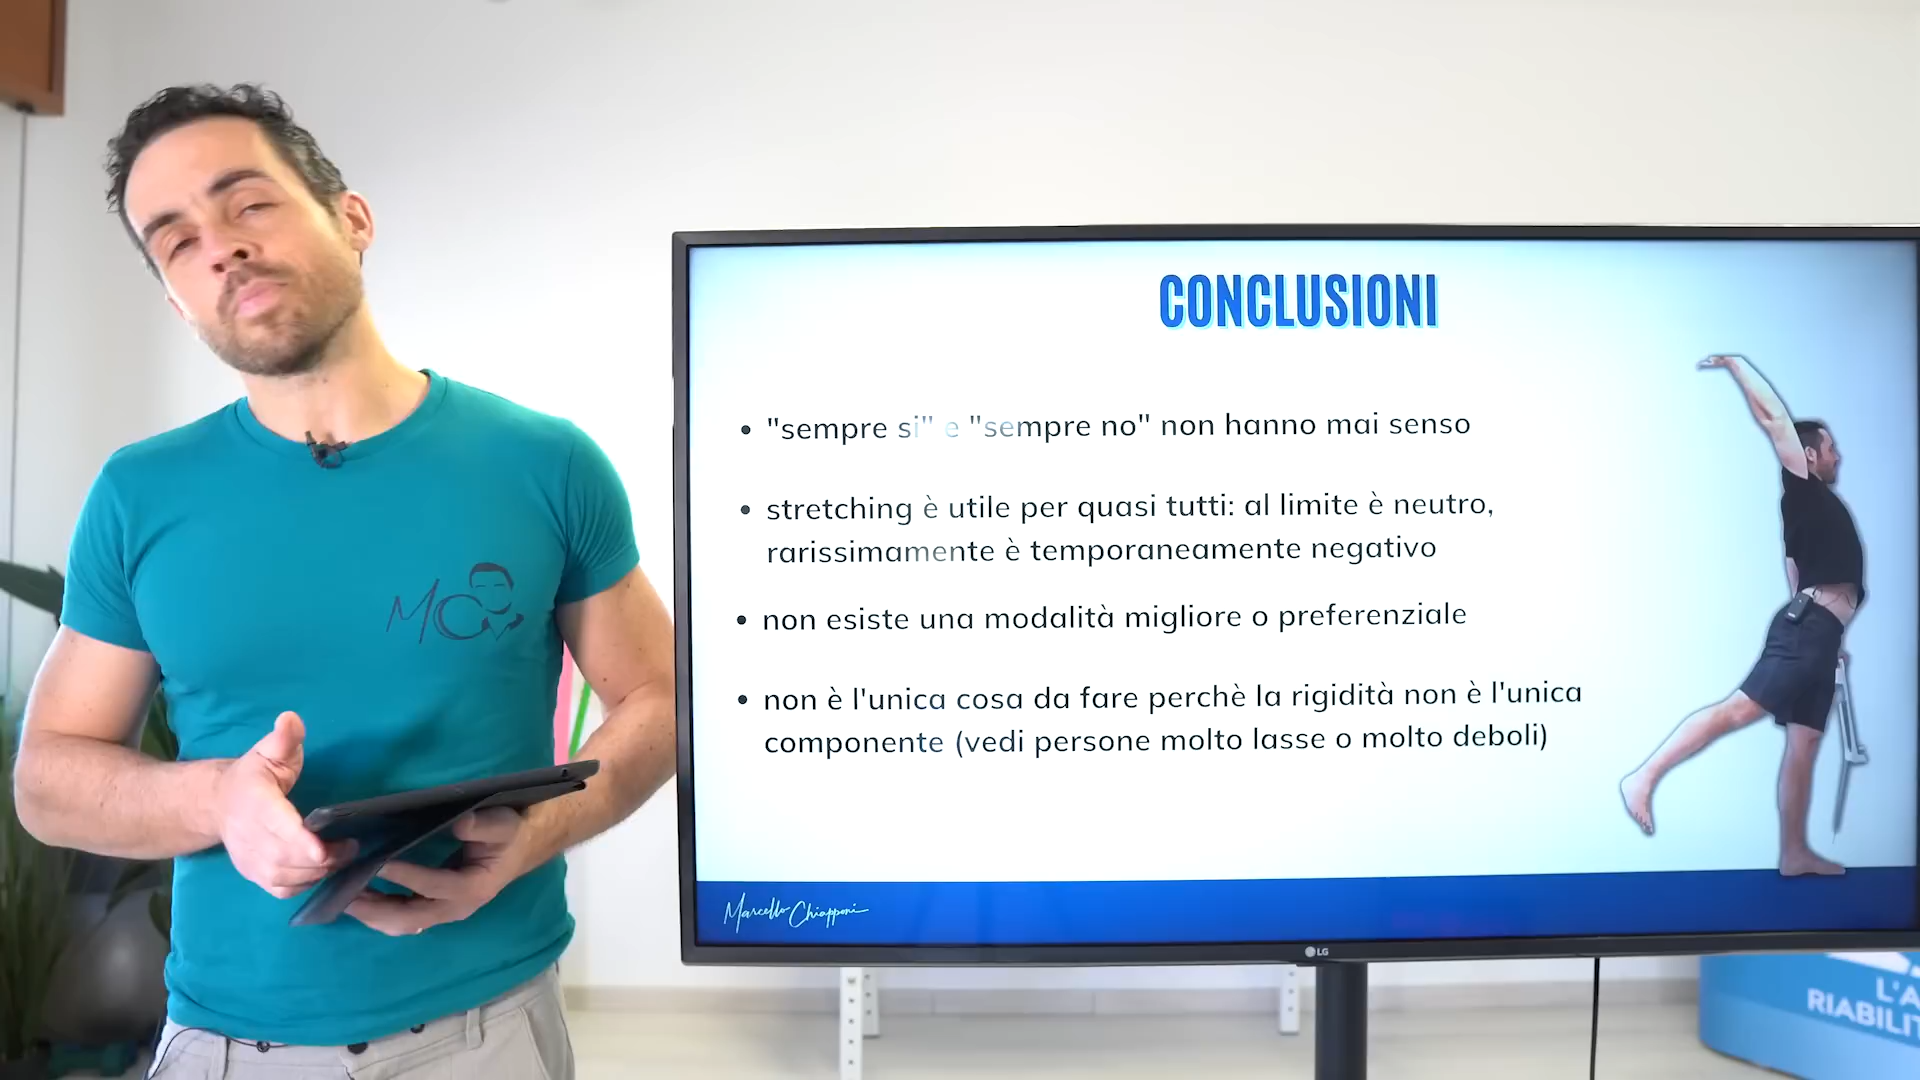 CONCLUSIONI
• "sempre si" e "sempre no" non hanno mai senso
• stretching è utile per quasi tutti: al limite è neutro,
rarissimamente è temporaneamente negativo
• non esiste una modalità migliore o preferenziale
• non è l'unica cosa da fare perchè la rigidità non è l'unica
componente (vedi persone molto lasse o molto deboli)
Marcello Chiapponi
LG
MC
L'A
RIABILIT